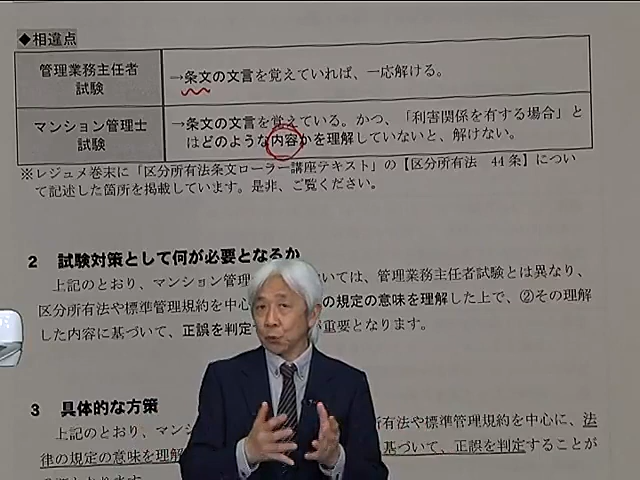 ◆相違点
管理業務主任者
試験
→条文の文言を覚えていれば、一応解ける。
マンション管理士
試験
→条文の文言を覚えている。かつ、「利害関係を有する場合」と
はどのような内容かを理解していないと、解けない。
※レジュメ巻末に「区分所有法条文ローラー講座テキスト」の【区分所有法 44条】につい
て記述した箇所を掲載しています。是非、ご覧ください。
2 試験対策として何が必要となるか
上記のとおり、マンション管理 いては、管理業務主任者試験とは異なり、
区分所有法や標準管理規約を中心 の規定の意味を理解した上で、②その理解
した内容に基づいて、正誤を判定 が重要となります。
3 具体的な方策
上記のとおり、マンシ 所有法や標準管理規約を中心に、法
律の規定の意味を理解 基づいて、正誤を判定することが